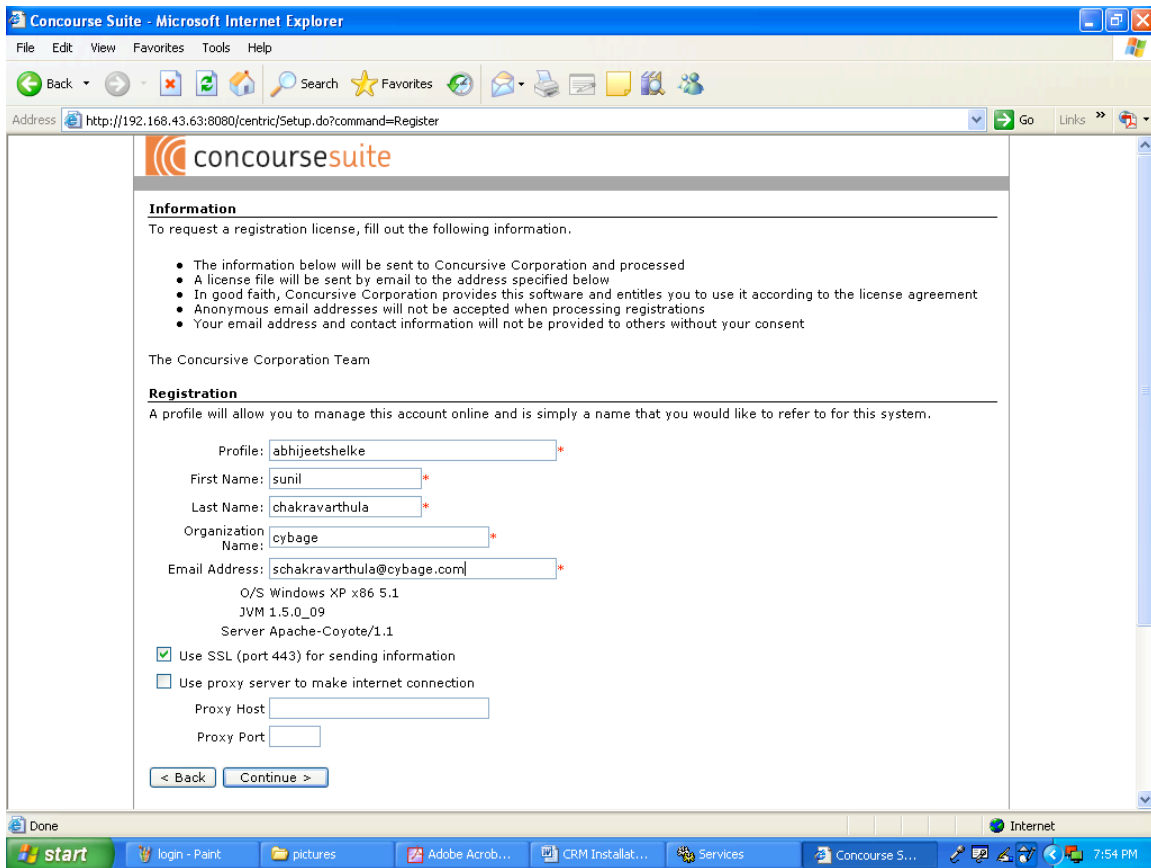 Concourse Suite - Microsoft Internet Explorer
File Edit View Favorites Tools Help
Back Search Favorites
Address http://192.168.43.63:8080/centric/Setup.do?command=Register Go Links »
concoursesuite
Information
To request a registration license, fill out the following information.
• The information below will be sent to Concursive Corporation and processed
• A license file will be sent by email to the address specified below
• In good faith, Concursive Corporation provides this software and entitles you to use it according to the license agreement
• Anonymous email addresses will not be accepted when processing registrations
• Your email address and contact information will not be provided to others without your consent
The Concursive Corporation Team
Registration
A profile will allow you to manage this account online and is simply a name that you would like to refer to for this system.
Profile: abhijeetshelke *
First Name: sunil *
Last Name: chakravarthula *
Organization
Name: cybage *
Email Address: schakravarthula@cybage.com *
O/S Windows XP x86 5.1
JVM 1.5.0_09
Server Apache-Coyote/1.1
Use SSL (port 443) for sending information
Use proxy server to make internet connection
Proxy Host
Proxy Port
< Back Continue >
Done Internet
start login - Paint pictures Adobe Acrob... CRM Installat... Services Concourse S... 7:54 PM